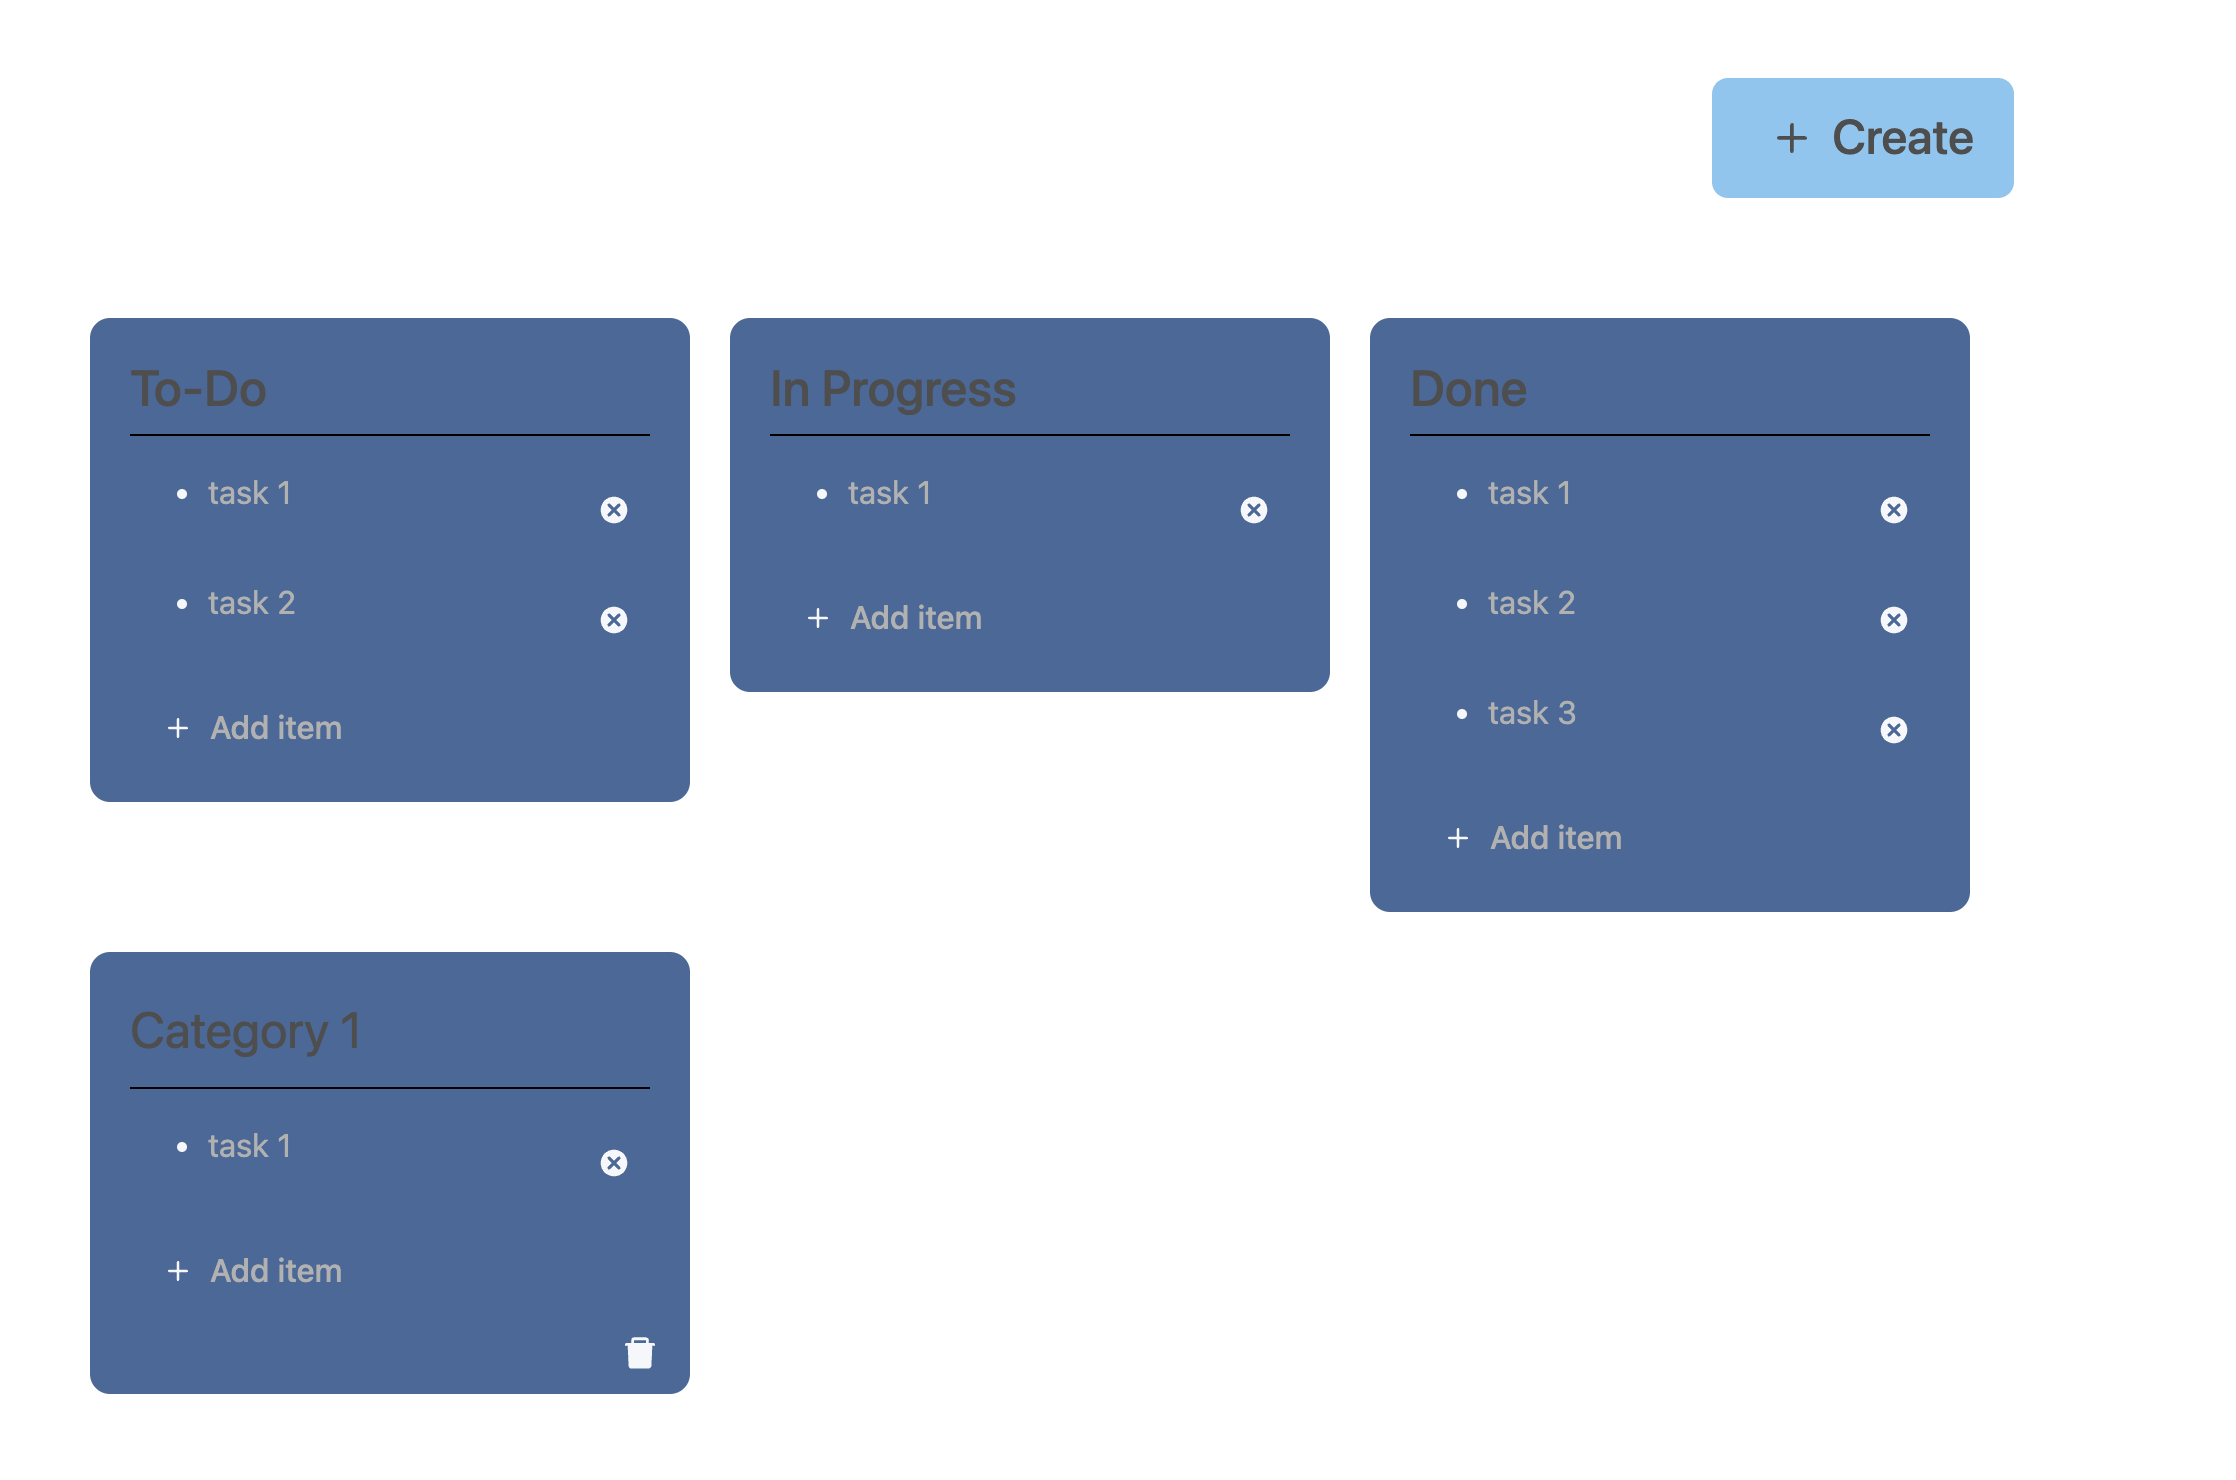 + Create
To-Do
• task 1
• task 2
+ Add item
In Progress
• task 1
+ Add item
Done
• task 1
• task 2
• task 3
+ Add item
Category 1
• task 1
+ Add item